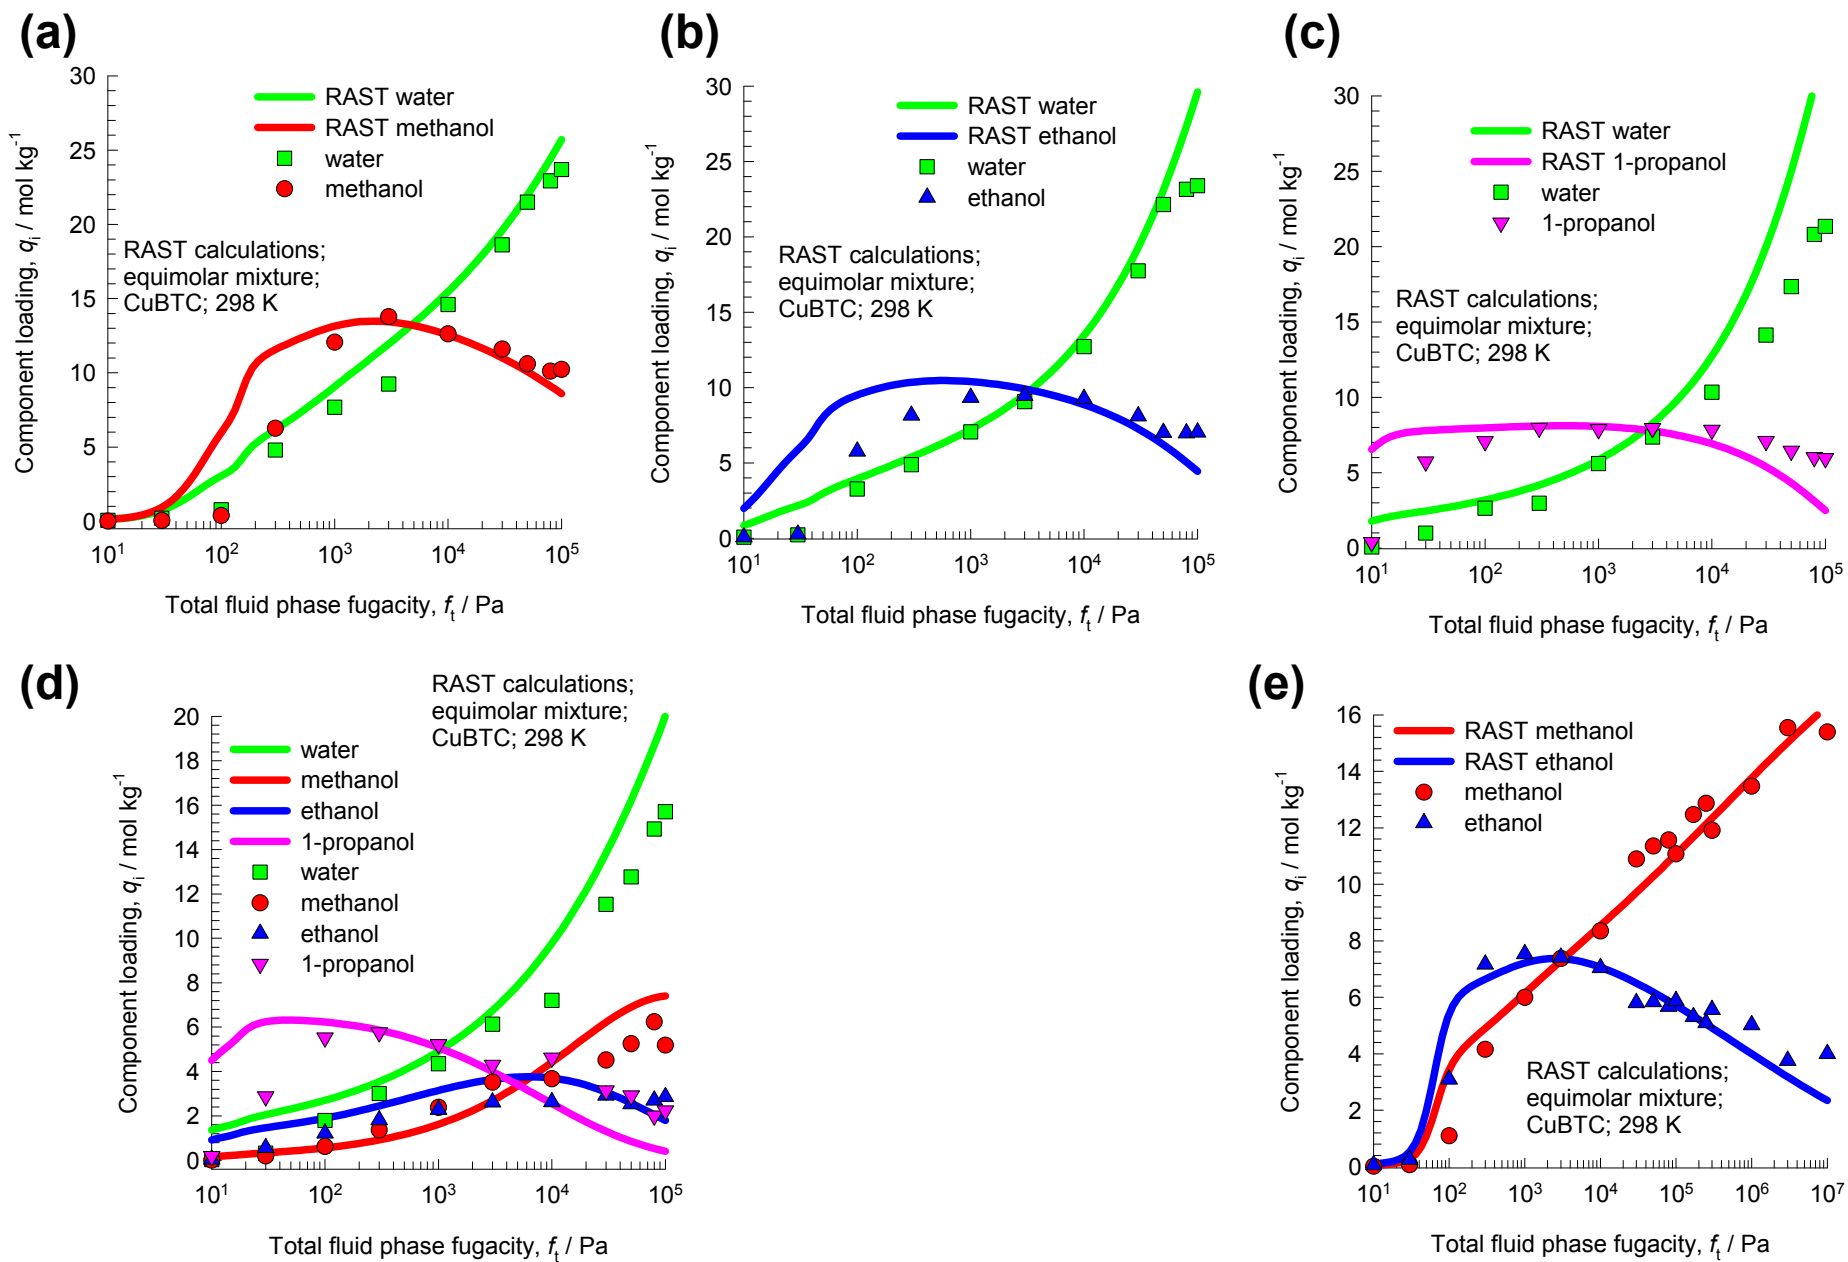 (a)
30
25
20
15
10
5
0
Component loading, qi / mol kg-1
RAST water
RAST methanol
water
methanol
RAST calculations;
equimolar mixture;
CuBTC; 298 K
10¹ 10² 10³ 10⁴ 10⁵
Total fluid phase fugacity, ft / Pa
(b)
30
25
20
15
10
5
0
Component loading, qi / mol kg-1
RAST water
RAST ethanol
water
ethanol
RAST calculations;
equimolar mixture;
CuBTC; 298 K
10¹ 10² 10³ 10⁴ 10⁵
Total fluid phase fugacity, ft / Pa
(c)
30
25
20
15
10
5
0
Component loading, qi / mol kg-1
RAST water
RAST 1-propanol
water
1-propanol
RAST calculations;
equimolar mixture;
CuBTC; 298 K
10¹ 10² 10³ 10⁴ 10⁵
Total fluid phase fugacity, ft / Pa
(d)
RAST calculations;
equimolar mixture;
CuBTC; 298 K
20
18
16
14
12
10
8
6
4
2
0
Component loading, qi / mol kg-1
water
methanol
ethanol
1-propanol
water
methanol
ethanol
1-propanol
10¹ 10² 10³ 10⁴ 10⁵
Total fluid phase fugacity, ft / Pa
(e)
16
14
12
10
8
6
4
2
0
Component loading, qi / mol kg-1
RAST methanol
RAST ethanol
methanol
ethanol
RAST calculations;
equimolar mixture;
CuBTC; 298 K
10¹ 10² 10³ 10⁴ 10⁵ 10⁶ 10⁷
Total fluid phase fugacity, ft / Pa